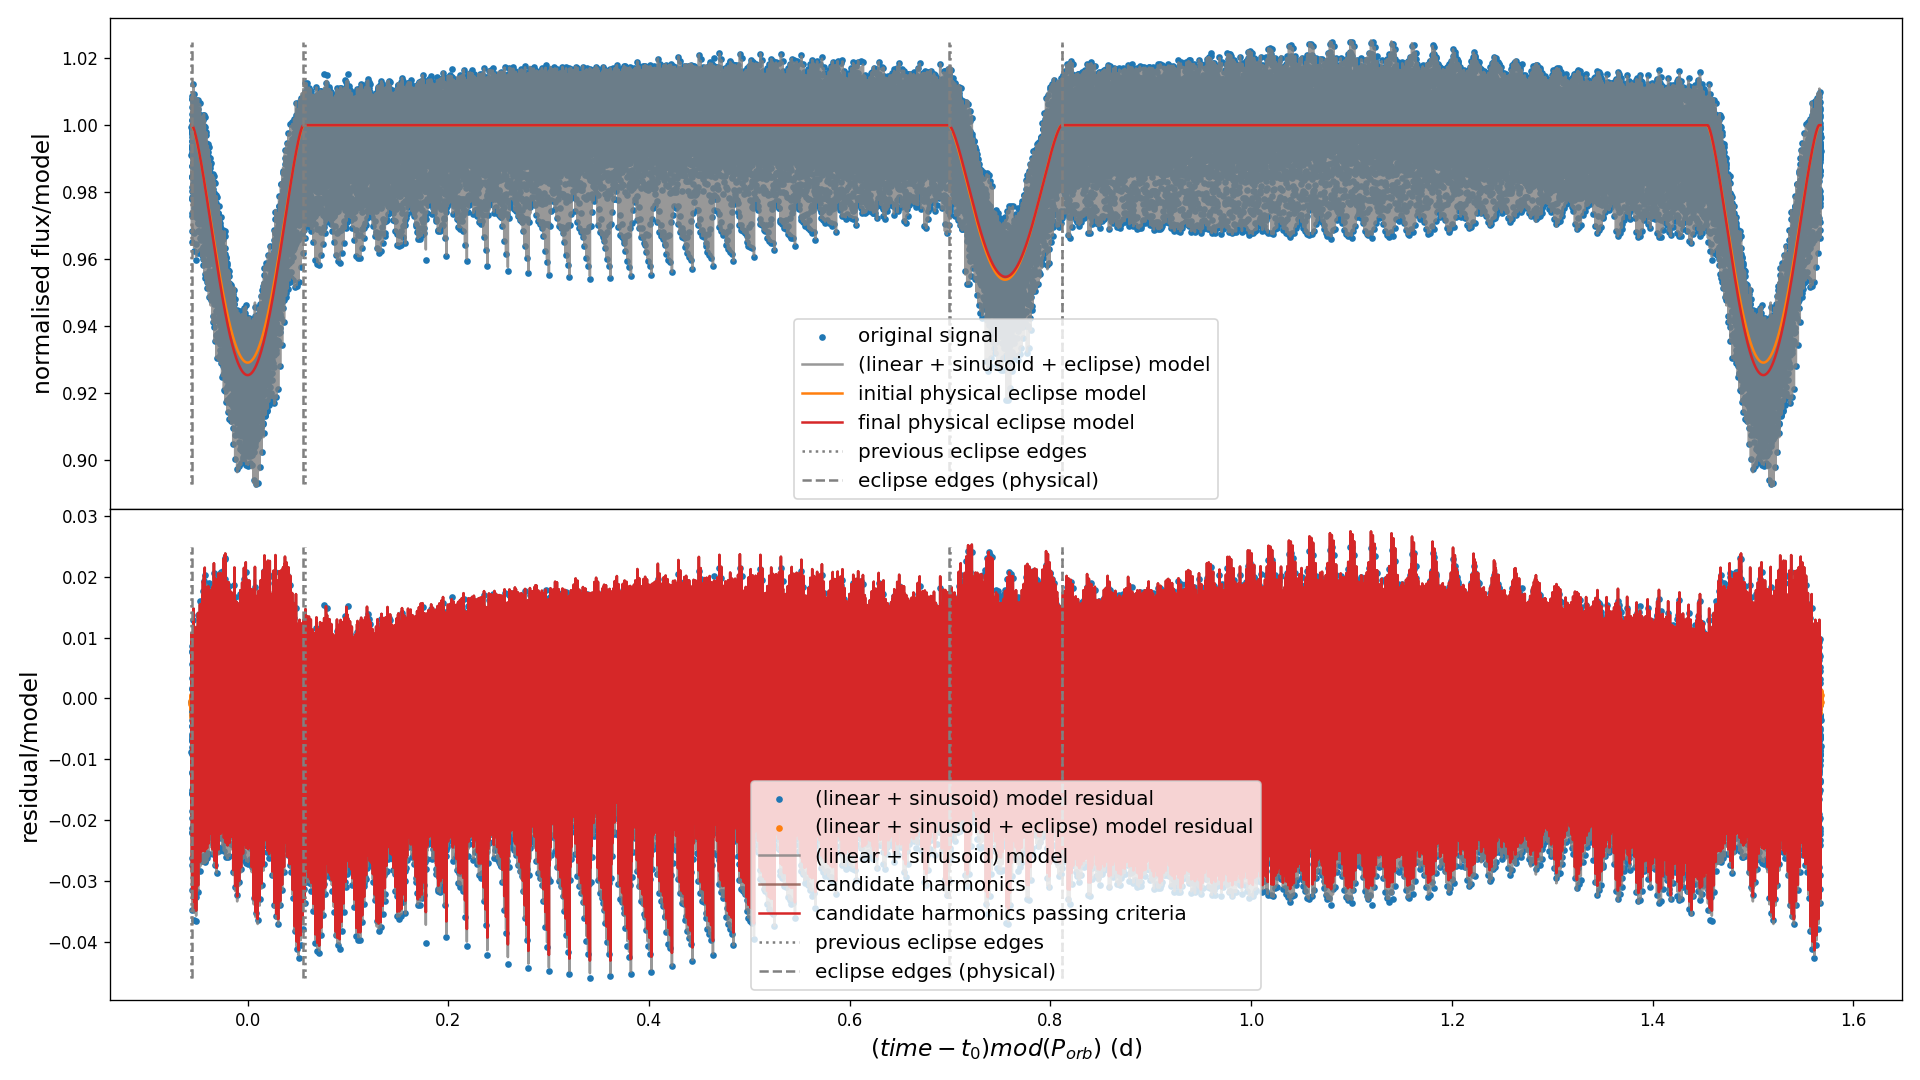 normalised flux/model
1.02
1.00
0.98
0.96
0.94
0.92
0.90
original signal
(linear + sinusoid + eclipse) model
initial physical eclipse model
final physical eclipse model
previous eclipse edges
eclipse edges (physical)
residual/model
0.03
0.02
0.01
0.00
−0.01
−0.02
−0.03
−0.04
(linear + sinusoid) model residual
(linear + sinusoid + eclipse) model residual
(linear + sinusoid) model
candidate harmonics
candidate harmonics passing criteria
previous eclipse edges
eclipse edges (physical)
0.0 0.2 0.4 0.6 0.8 1.0 1.2 1.4 1.6
(time − t₀)mod(P_orb) (d)